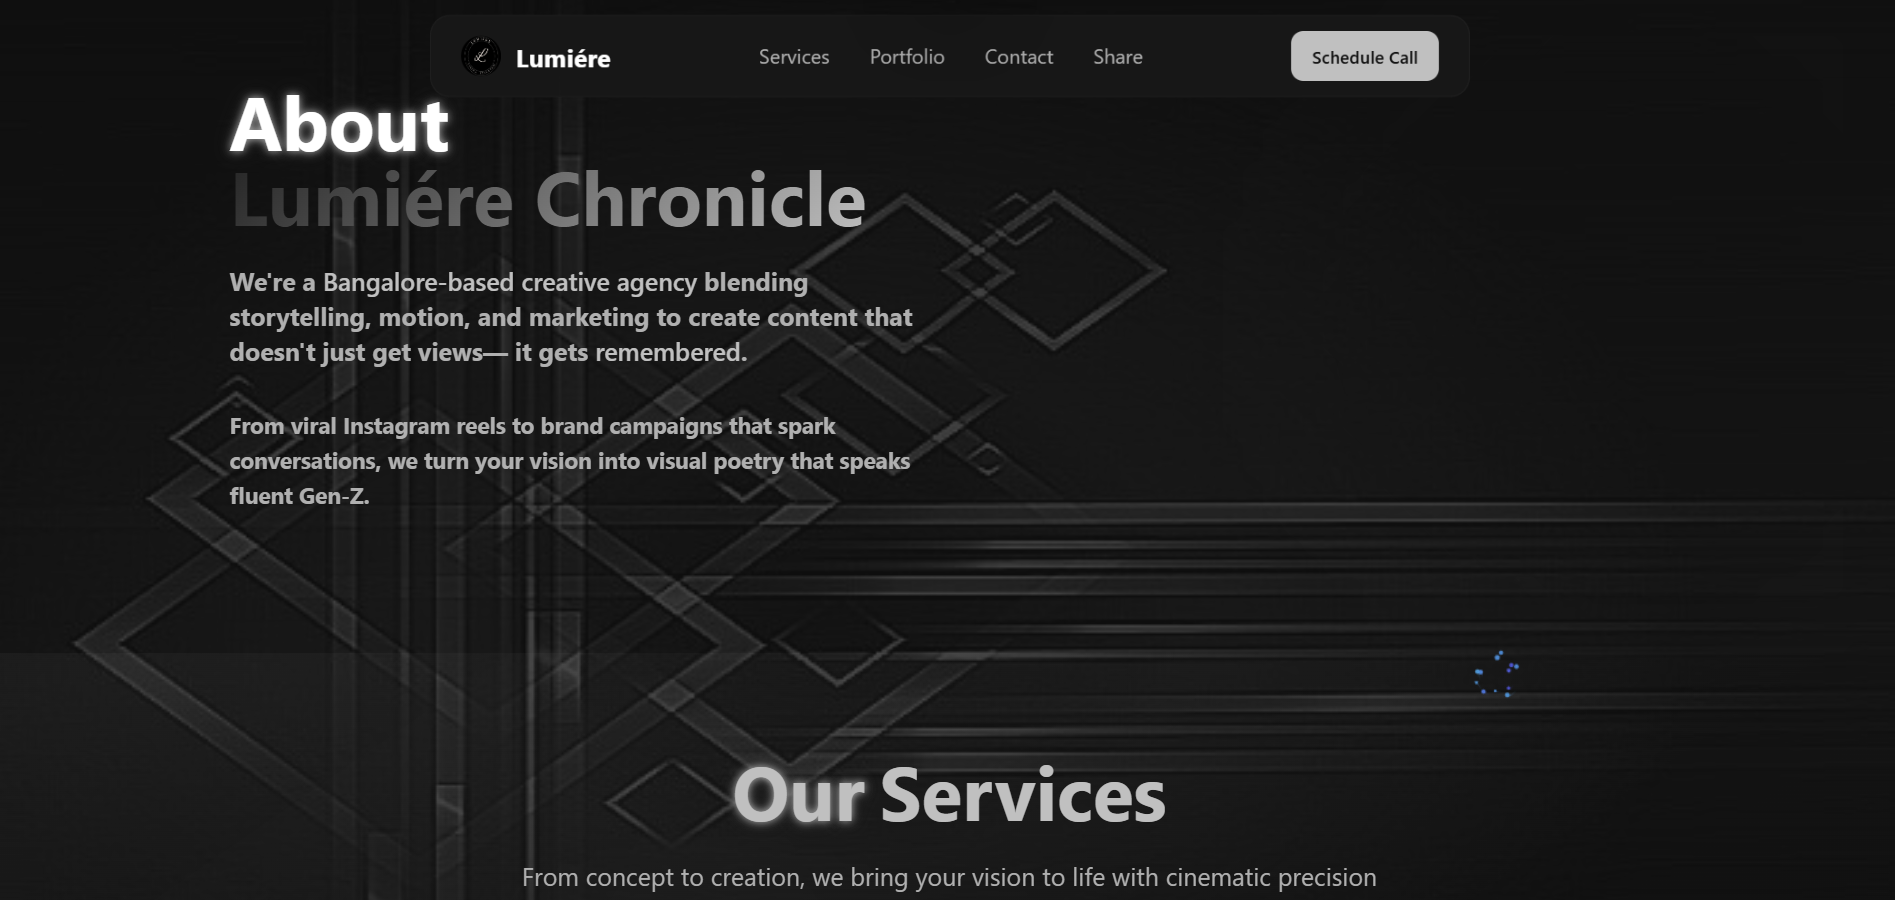 Lumiére
Services
Portfolio
Contact
Share
Schedule Call
About
Lumiére Chronicle
We're a Bangalore-based creative agency blending
storytelling, motion, and marketing to create content that
doesn't just get views— it gets remembered.
From viral Instagram reels to brand campaigns that spark
conversations, we turn your vision into visual poetry that speaks
fluent Gen-Z.
Our Services
From concept to creation, we bring your vision to life with cinematic precision